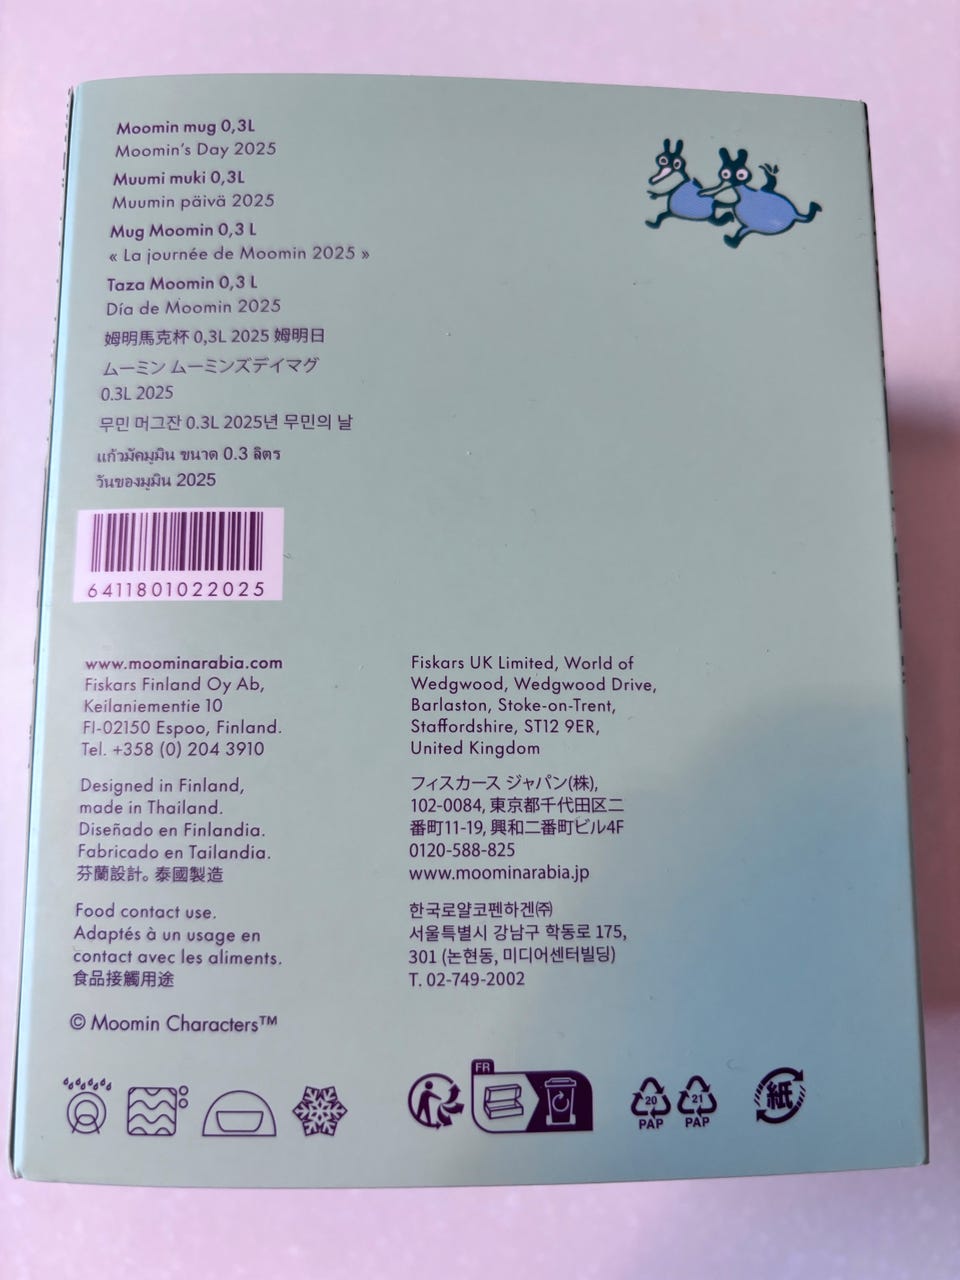 Moomin mug 0,3L
Moomin's Day 2025
Muumi muki 0,3L
Muumin päivä 2025
Mug Moomin 0,3 L
« La journée de Moomin 2025 »
Taza Moomin 0,3 L
Día de Moomin 2025
姆明馬克杯 0,3L 2025 姆明日
ムーミン ムーミンズデイマグ
0.3L 2025
무민 머그잔 0.3L 2025년 무민의 날
แก้วมัคมูมิน ขนาด 0.3 ลิตร
วันของมูมิน 2025
6411801022025
www.moominarabia.com
Fiskars Finland Oy Ab,
Keilaniementie 10
FI-02150 Espoo, Finland.
Tel. +358 (0) 204 3910
Designed in Finland,
made in Thailand.
Diseñado en Finlandia.
Fabricado en Tailandia.
芬蘭設計。泰國製造
Food contact use.
Adaptés à un usage en
contact avec les aliments.
食品接觸用途
© Moomin Characters™
Fiskars UK Limited, World of
Wedgwood, Wedgwood Drive,
Barlaston, Stoke-on-Trent,
Staffordshire, ST12 9ER,
United Kingdom
フィスカース ジャパン(株),
102-0084, 東京都千代田区二
番町11-19, 興和二番町ビル4F
0120-588-825
www.moominarabia.jp
한국로얄코펜하겐㈜
서울특별시 강남구 학동로 175,
301 (논현동, 미디어센터빌딩)
T. 02-749-2002
FR
20
PAP
21
PAP
紙